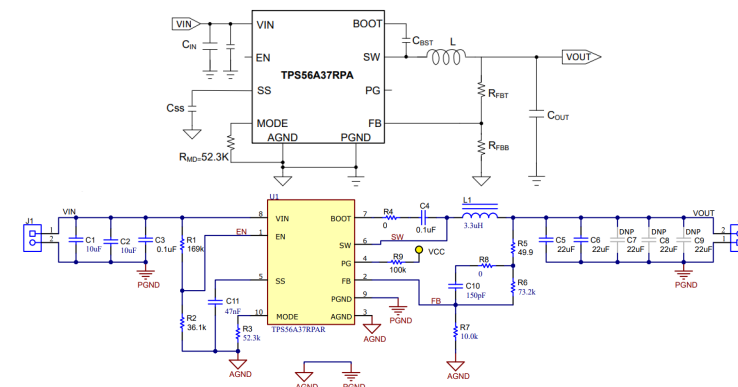 VIN
VIN
BOOT
CIN
CBST
L
EN
SW
VOUT
TPS56A37RPA
SS
PG
RFBT
Css
COUT
MODE
FB
AGND
PGND
RMD=52.3K
RFBB
U1
J1
VIN
8
VIN
BOOT
7
R4
0
C4
0.1uF
L1
3.3uH
VOUT
1
2
C1
10uF
C2
10uF
C3
0.1uF
R1
169k
EN
1
EN
SW
6
SW
VCC
R5
49.9
C5
22uF
C6
22uF
DNP
C7
22uF
DNP
C8
22uF
DNP
C9
22uF
2
1
PG
4
R9
100k
R8
0
PGND
PGND
5
SS
FB
2
C10
150pF
R6
73.2k
FB
C11
47nF
PGND
9
PGND
R2
36.1k
10
MODE
AGND
3
R3
52.3k
TPS56A37RPAR
AGND
R7
10.0k
AGND
AGND
AGND
PGND